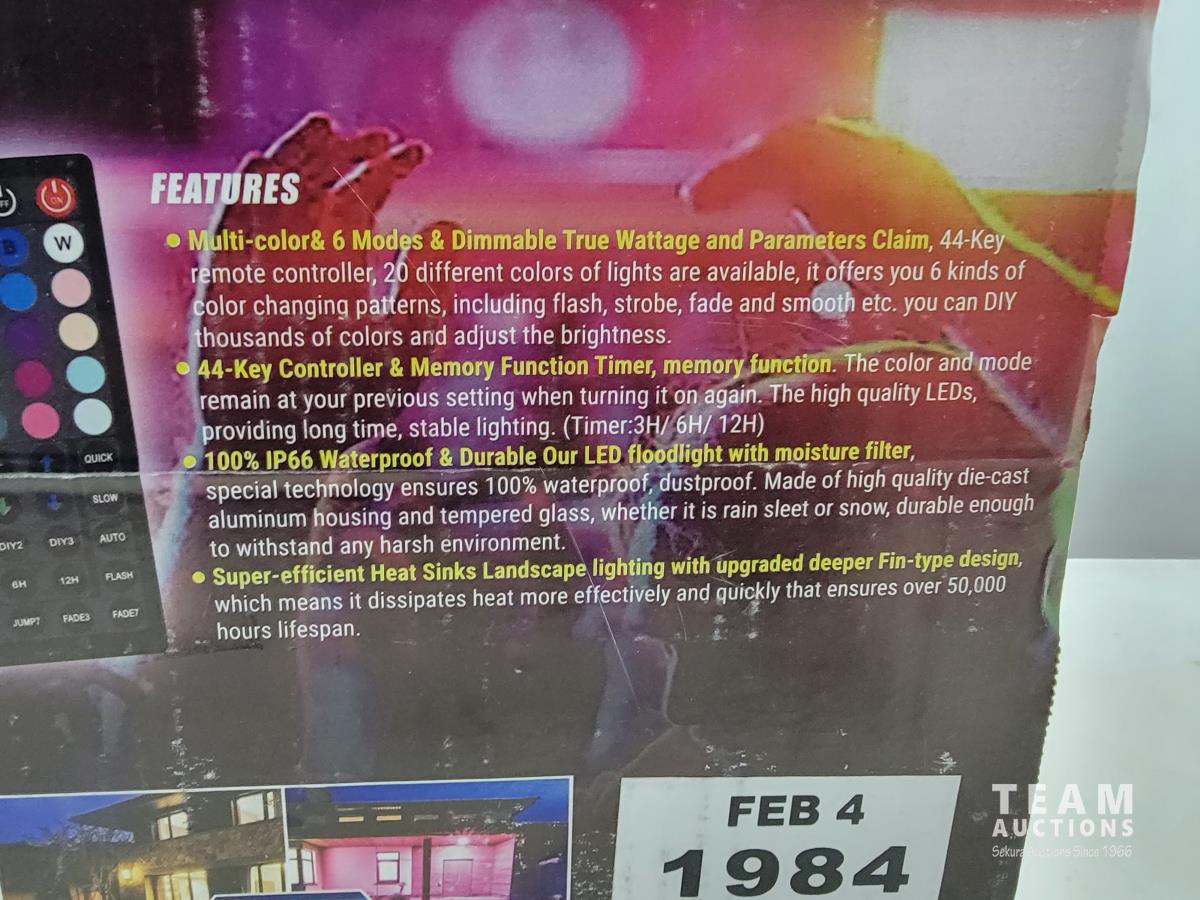 FEATURES
• Multi-color& 6 Modes & Dimmable True Wattage and Parameters Claim, 44-Key
remote controller, 20 different colors of lights are available, it offers you 6 kinds of
color changing patterns, including flash, strobe, fade and smooth etc. you can DIY
thousands of colors and adjust the brightness.
• 44-Key Controller & Memory Function Timer, memory function. The color and mode
remain at your previous setting when turning it on again. The high quality LEDs,
providing long time, stable lighting. (Timer:3H/ 6H/ 12H)
• 100% IP66 Waterproof & Durable Our LED floodlight with moisture filter,
special technology ensures 100% waterproof, dustproof. Made of high quality die-cast
aluminum housing and tempered glass, whether it is rain sleet or snow, durable enough
to withstand any harsh environment.
• Super-efficient Heat Sinks Landscape lighting with upgraded deeper Fin-type design,
which means it dissipates heat more effectively and quickly that ensures over 50,000
hours lifespan.
ON
B W
QUICK
SLOW
DIY2 DIY3 AUTO
6H 12H FLASH
JUMP7 FADE3 FADE7
FEB 4
1984
TEAM
AUCTIONS
Sekura Auctions Since 1966